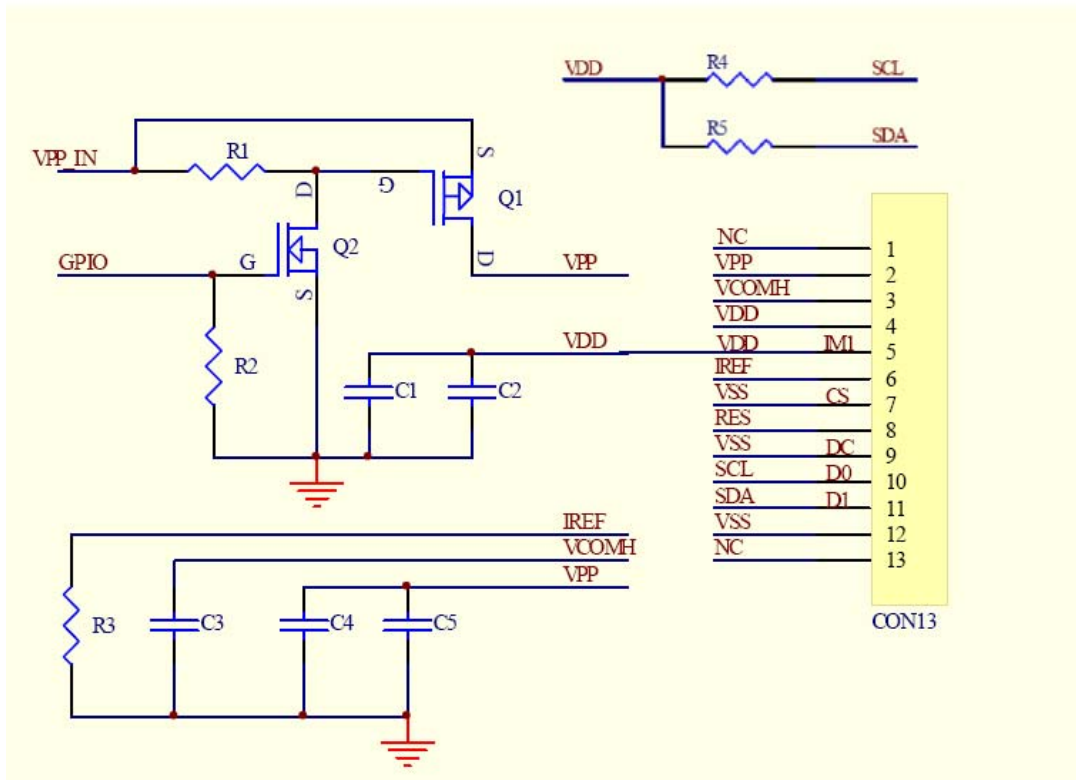 VDD
R4
SCL
R5
SDA
VPP_IN
R1
S
D
G
Q1
Q2
GPIO
G
D
VPP
S
R2
VDD
C1
C2
NC
1
VPP
2
VCOMH
3
VDD
4
VDD IM1
5
IREF
6
VSS CS
7
RES
8
VSS DC
9
SCL D0
10
SDA D1
11
VSS
12
NC
13
CON13
IREF
VCOMH
VPP
R3
C3
C4
C5